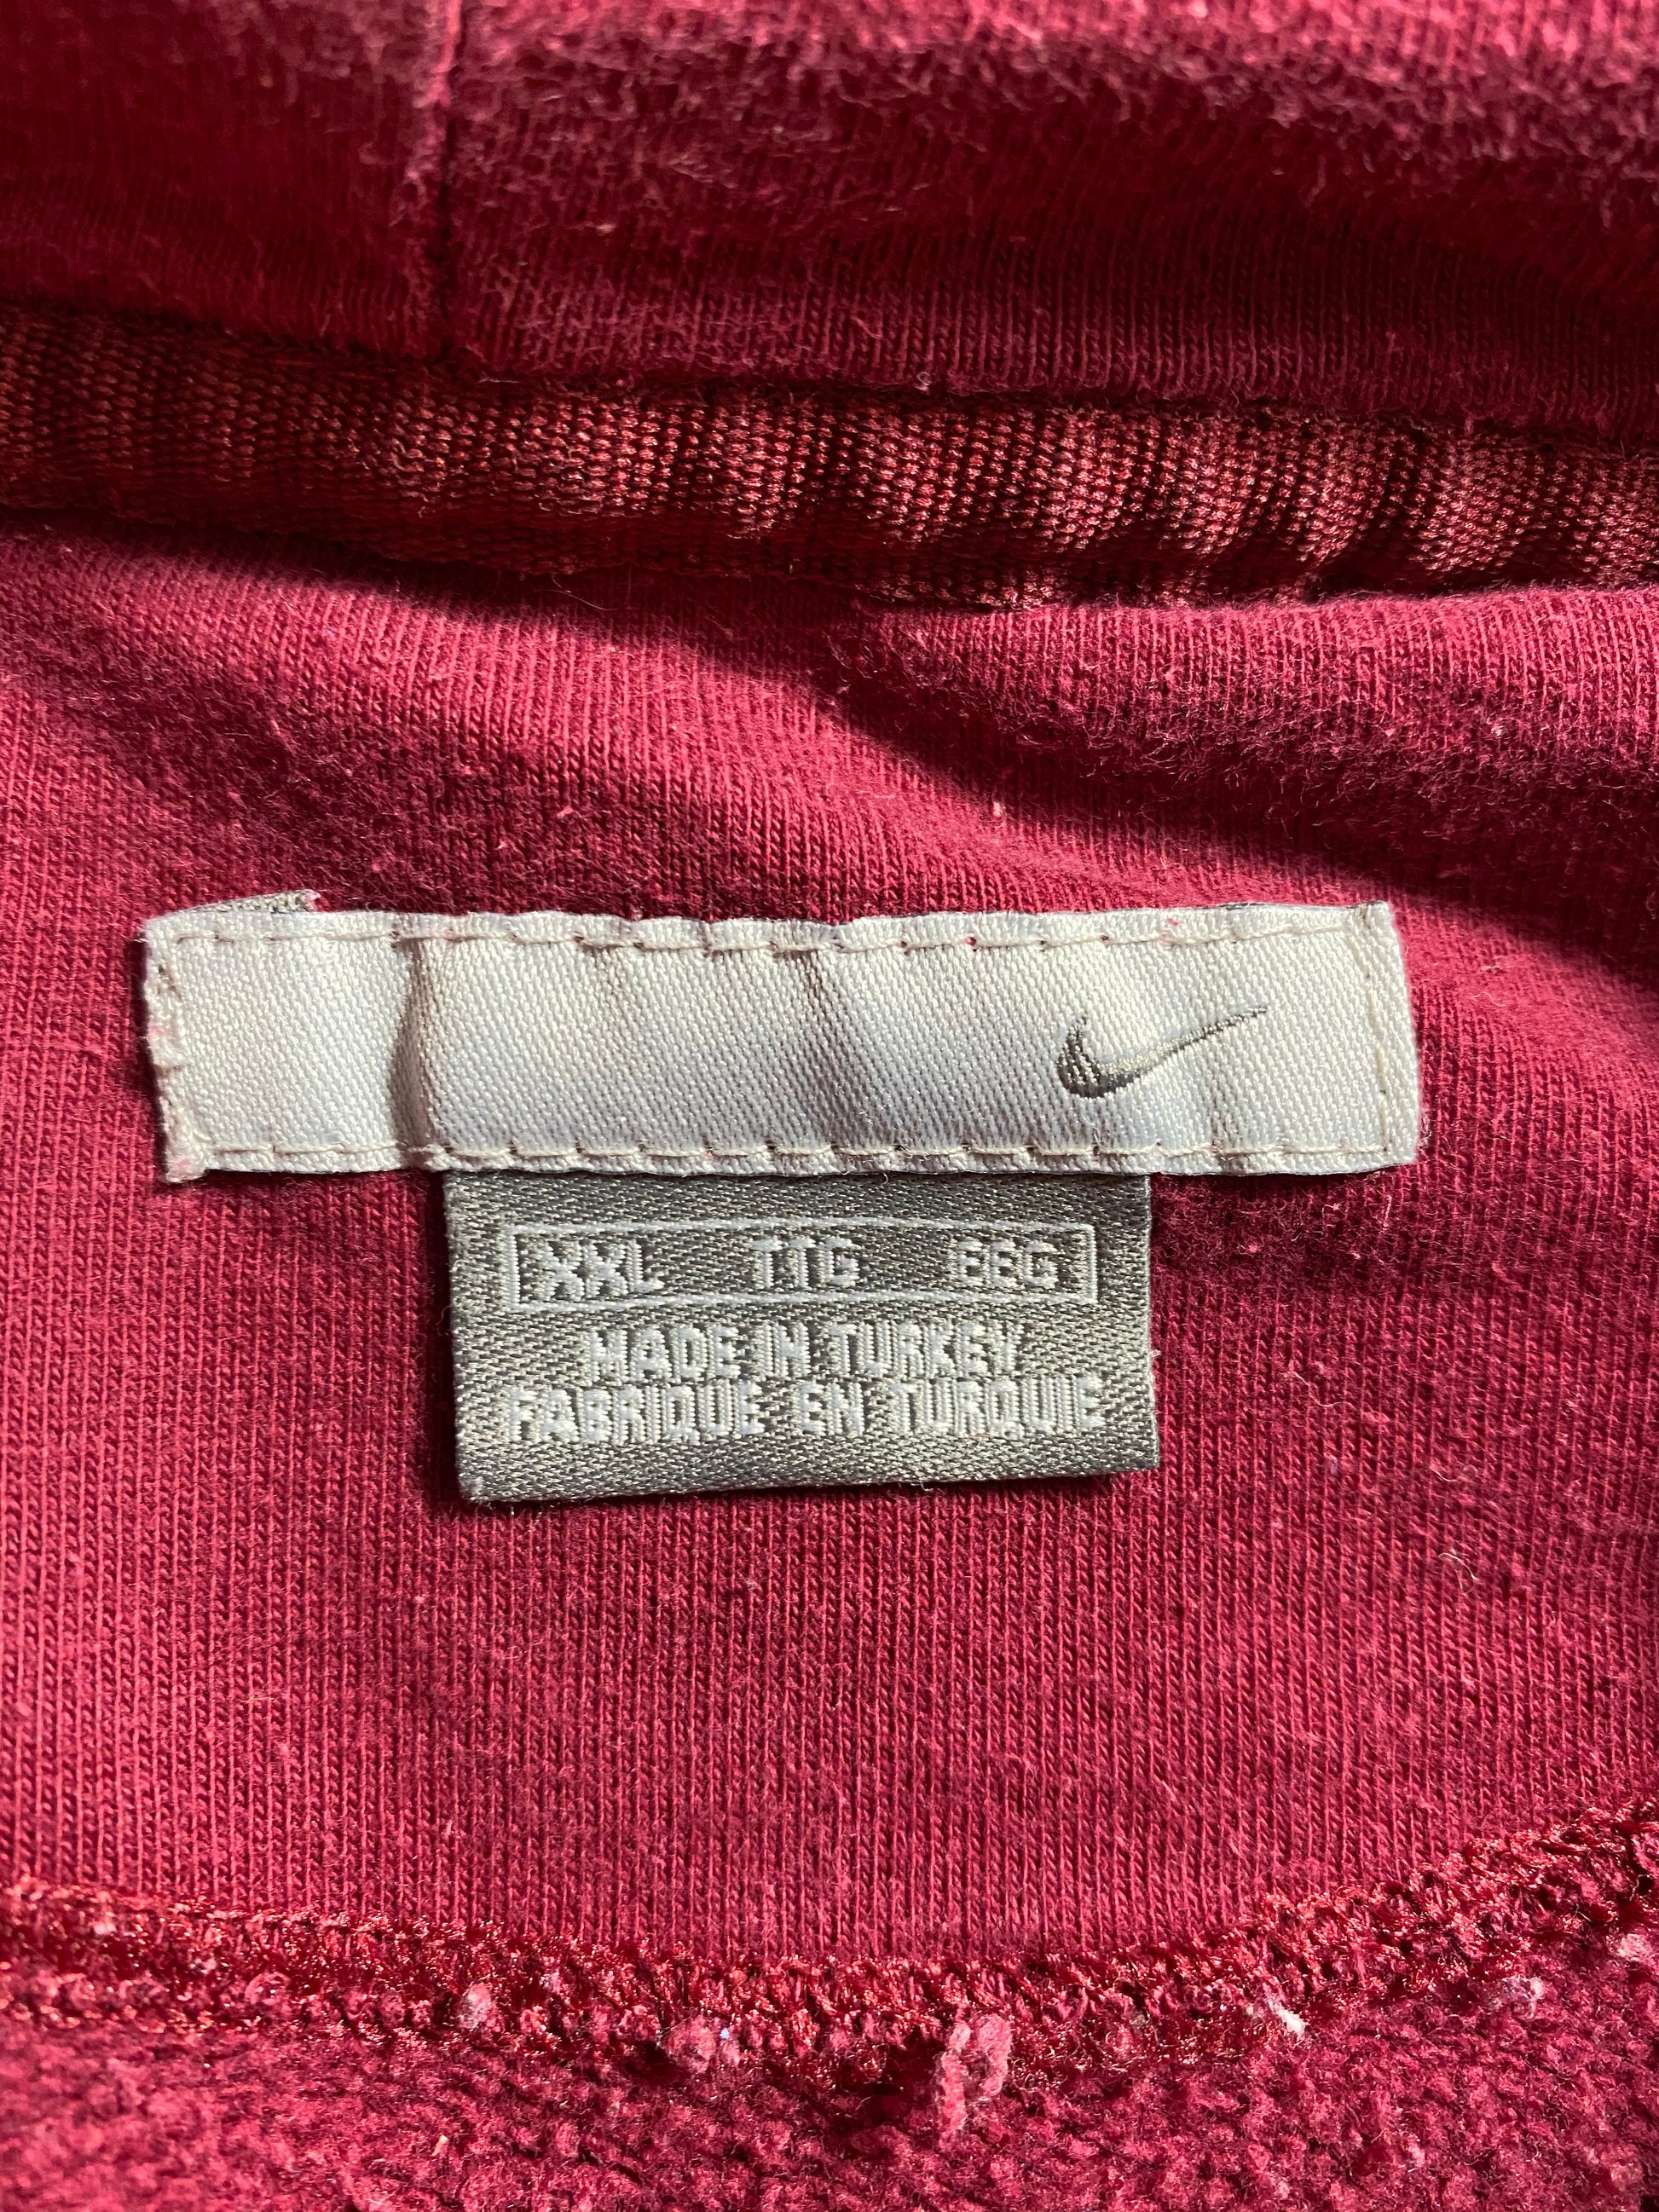 XXL TTG EEG
MADE IN TURKEY
FABRIQUE EN TURQUIE